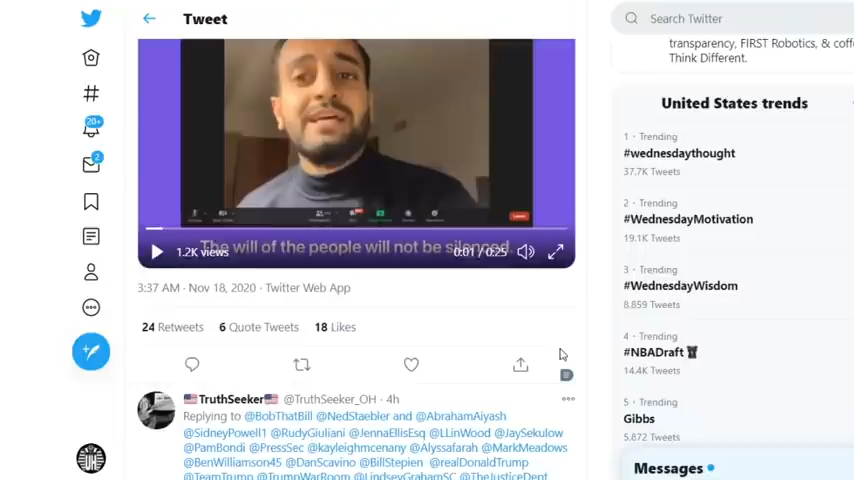 Tweet
The will of the people will not be silenced.
1.2K views
0:01 / 0:25
3:37 AM · Nov 18, 2020 · Twitter Web App
24 Retweets 6 Quote Tweets 18 Likes
TruthSeeker @TruthSeeker_OH · 4h
Replying to @BobThatBill @NedStaebler and @AbrahamAiyash
@SidneyPowell1 @RudyGiuliani @JennaEllisEsq @LLinWood @JaySekulow
@PamBondi @PressSec @kayleighmcenany @Alyssafarah @MarkMeadows
@BenWilliamson45 @DanScavino @BillStepien @realDonaldTrump
@TeamTrump @TrumpWarRoom @LindseyGrahamSC @TheJusticeDept
20+
2
UH
Search Twitter
transparency, FIRST Robotics, & coff
Think Different.
United States trends
1 · Trending
#wednesdaythought
37.7K Tweets
2 · Trending
#WednesdayMotivation
19.1K Tweets
3 · Trending
#WednesdayWisdom
8,859 Tweets
4 · Trending
#NBADraft
14.4K Tweets
5 · Trending
Gibbs
5,872 Tweets
Messages